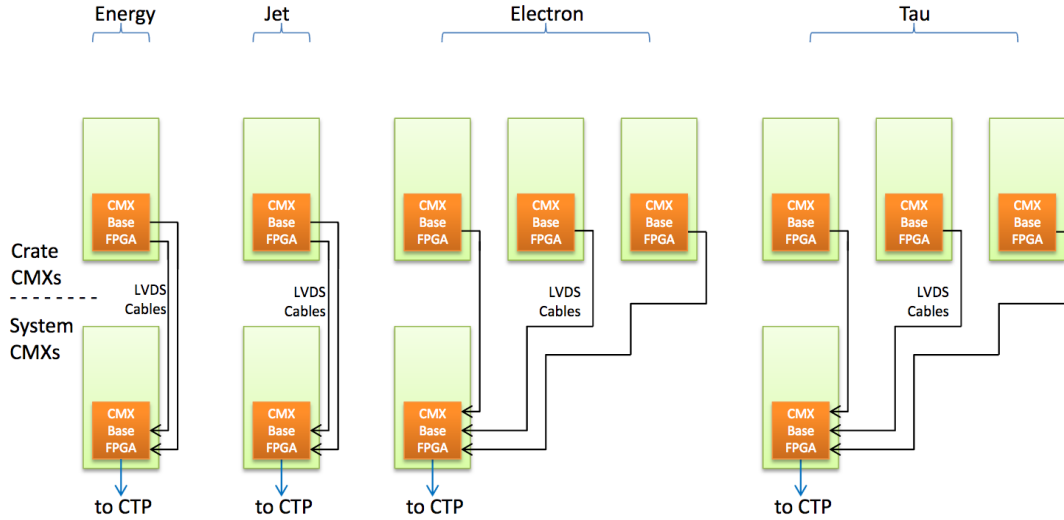 Energy
Jet
Electron
Tau
CMX
Base
FPGA
CMX
Base
FPGA
CMX
Base
FPGA
CMX
Base
FPGA
CMX
Base
FPGA
CMX
Base
FPGA
CMX
Base
FPGA
CMX
Base
FPGA
Crate
CMXs
LVDS
Cables
LVDS
Cables
LVDS
Cables
LVDS
Cables
System
CMXs
CMX
Base
FPGA
CMX
Base
FPGA
CMX
Base
FPGA
CMX
Base
FPGA
to CTP
to CTP
to CTP
to CTP